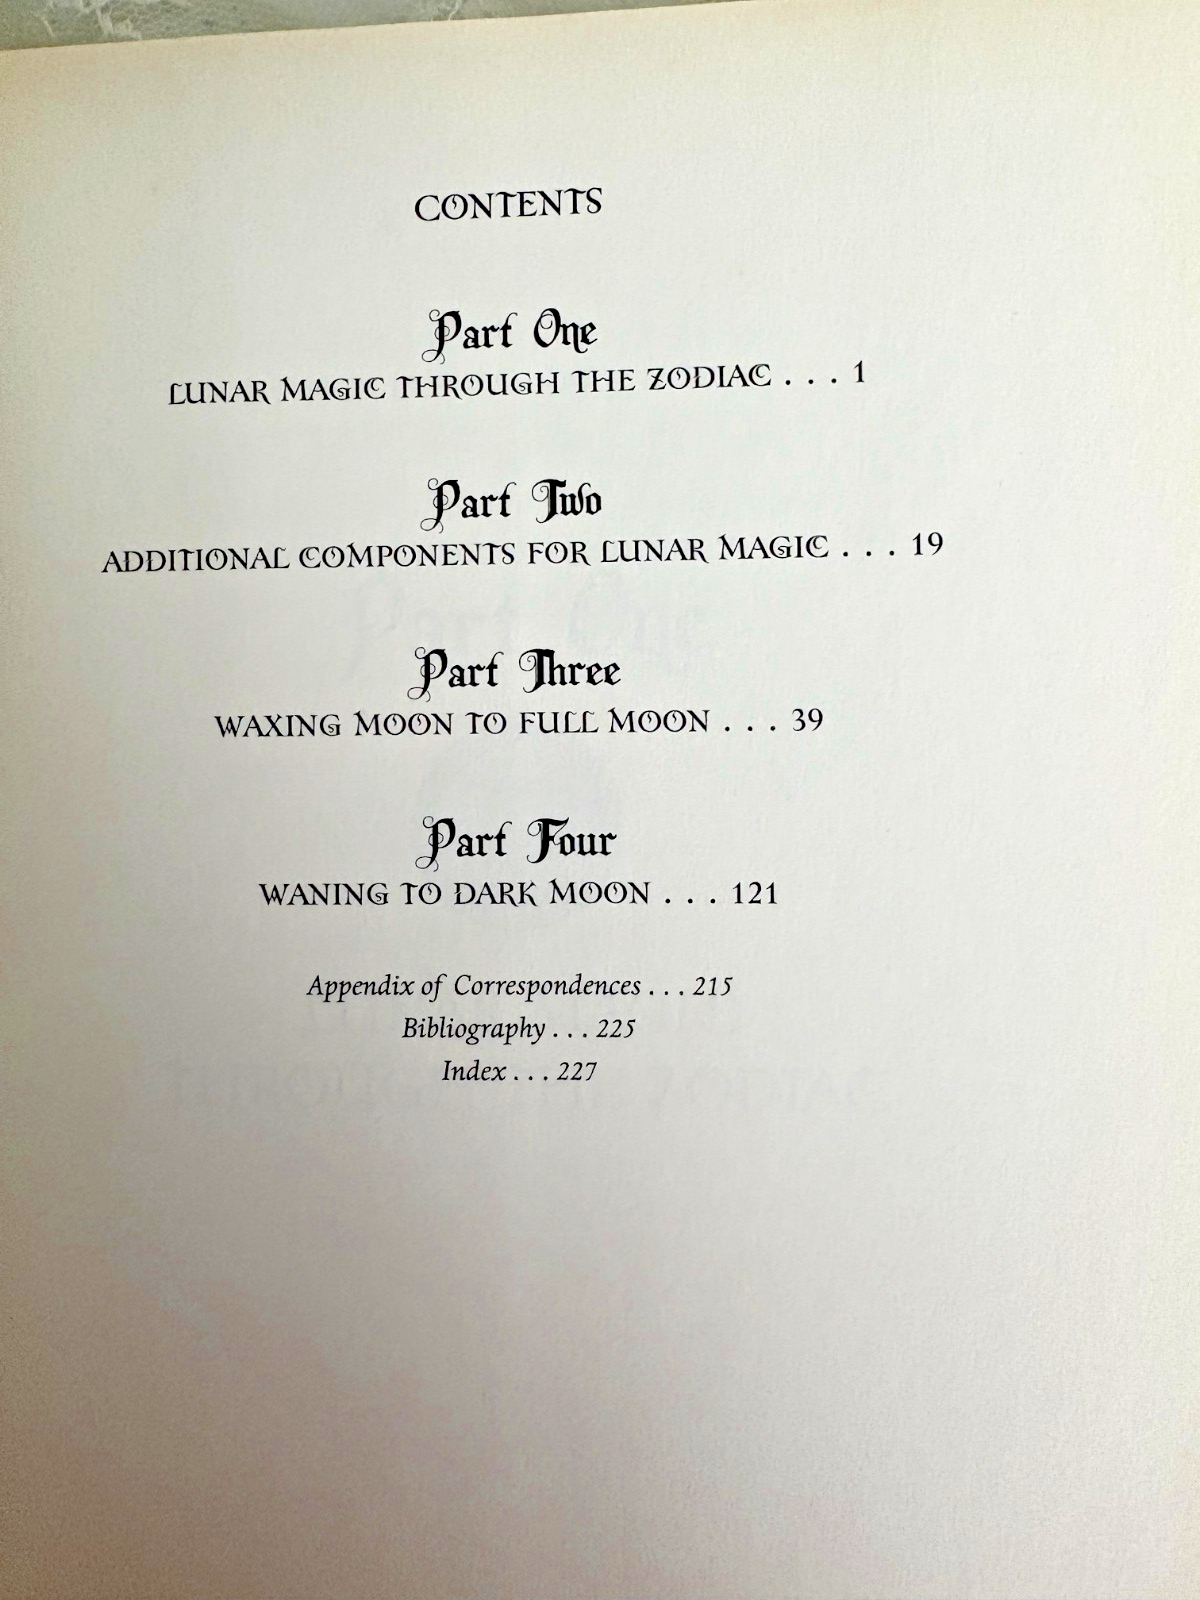 CONTENTS
Part One
LUNAR MAGIC THROUGH THE ZODIAC . . . 1
Part Two
ADDITIONAL COMPONENTS FOR LUNAR MAGIC . . . 19
Part Three
WAXING MOON TO FULL MOON . . . 39
Part Four
WANING TO DARK MOON . . . 121
Appendix of Correspondences . . . 215
Bibliography . . . 225
Index . . . 227